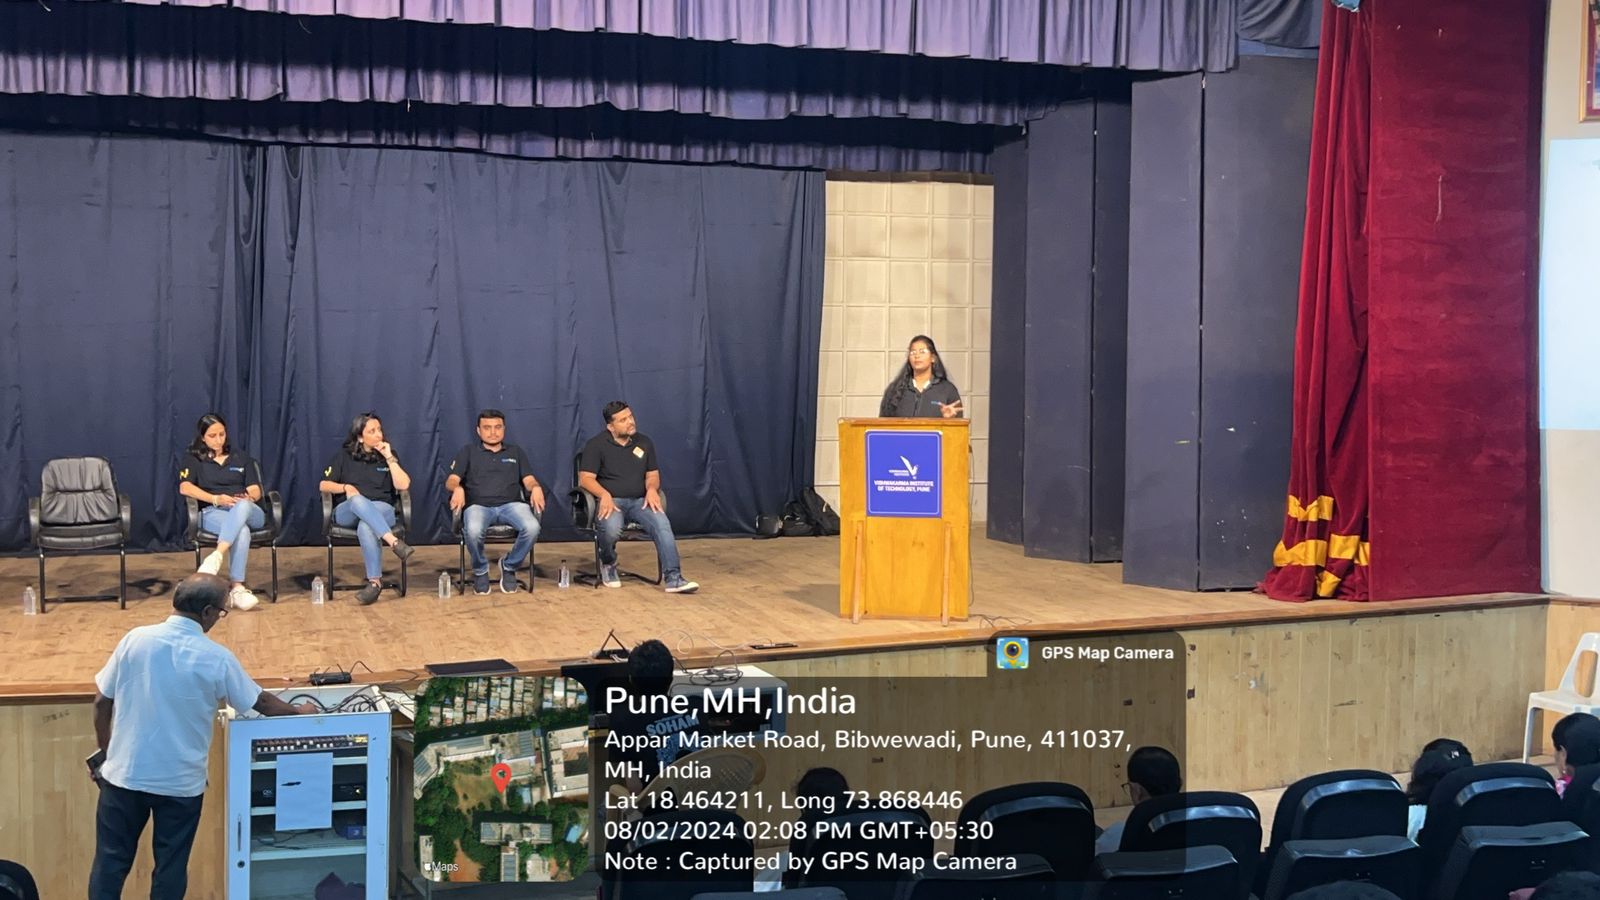 VISHWAKARMA INSTITUTE
OF TECHNOLOGY, PUNE
SOHAM
GPS Map Camera
Pune,MH,India
Appar Market Road, Bibwewadi, Pune, 411037,
MH, India
Lat 18.464211, Long 73.868446
08/02/2024 02:08 PM GMT+05:30
Note : Captured by GPS Map Camera
Maps